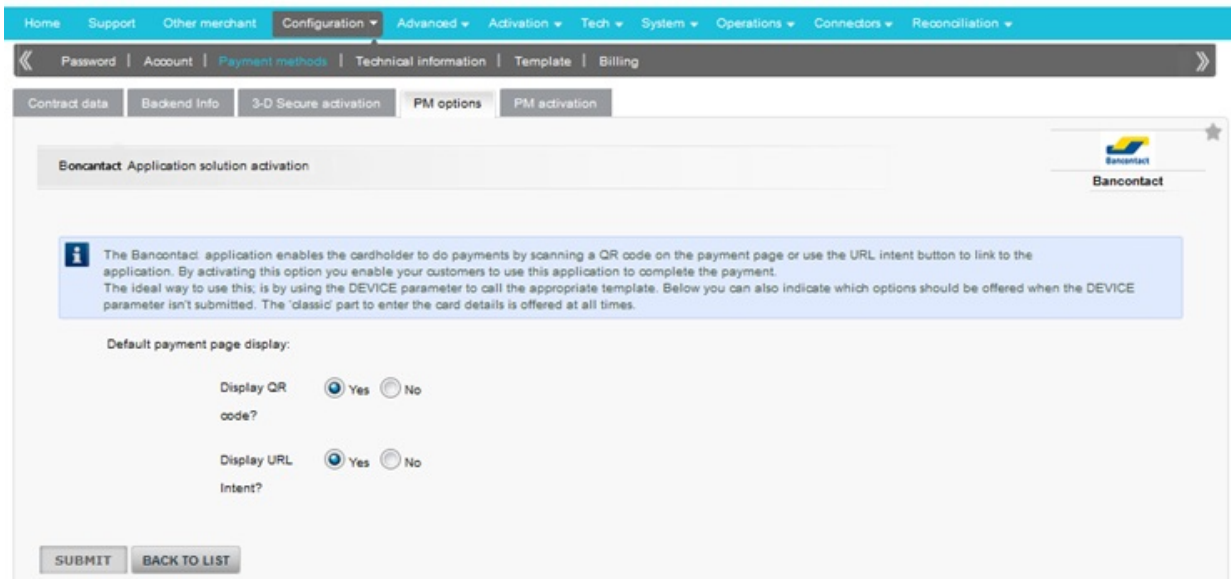 Home Support Other merchant Configuration Advanced Activation Tech System Operations Connectors Reconciliation
Password | Account | Payment methods | Technical information | Template | Billing
Contract data Backend Info 3-D Secure activation PM options PM activation
Boncantact Application solution activation
Bancontact
Bancontact
The Bancontact application enables the cardholder to do payments by scanning a QR code on the payment page or use the URL intent button to link to the
application. By activating this option you enable your customers to use this application to complete the payment.
The ideal way to use this; is by using the DEVICE parameter to call the appropriate template. Below you can also indicate which options should be offered when the DEVICE
parameter isn't submitted. The 'classic' part to enter the card details is offered at all times.
Default payment page display:
Display QR Yes No
code?
Display URL Yes No
Intent?
SUBMIT BACK TO LIST